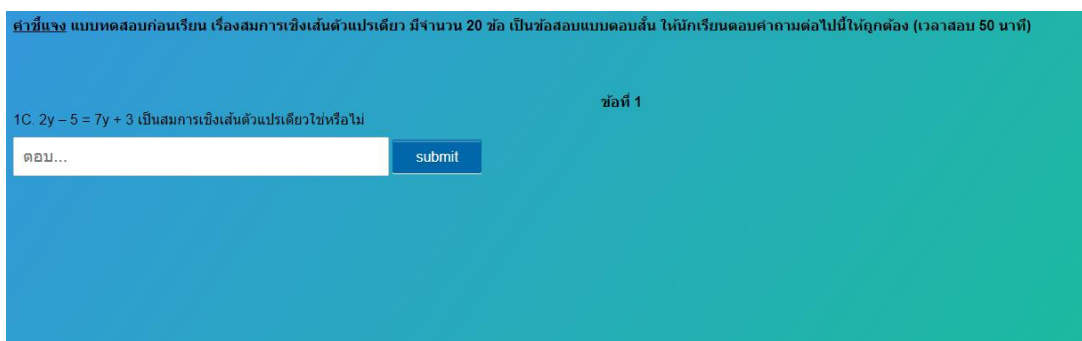 คำชี้แจง แบบทดสอบก่อนเรียน เรื่องสมการเชิงเส้นตัวแปรเดียว มีจำนวน 20 ข้อ เป็นข้อสอบแบบตอบสั้น ให้นักเรียนตอบคำถามต่อไปนี้ให้ถูกต้อง (เวลาสอบ 50 นาที)
ข้อที่ 1
1C. 2y – 5 = 7y + 3 เป็นสมการเชิงเส้นตัวแปรเดียวใช่หรือไม่
ตอบ... submit